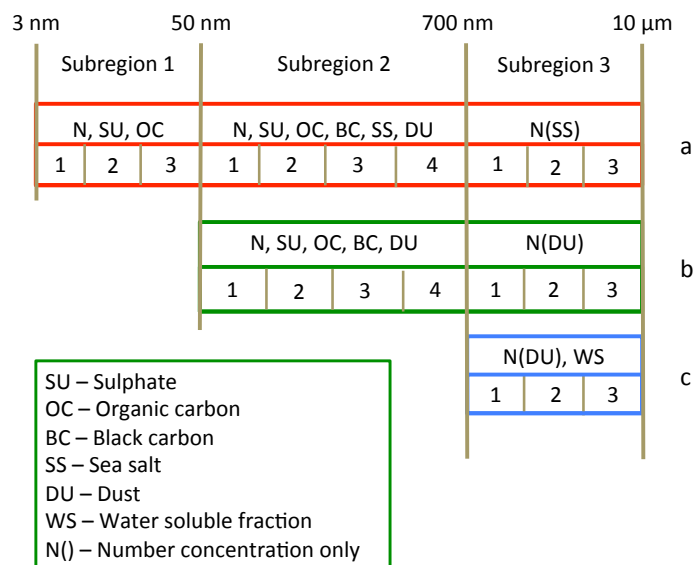 3 nm 50 nm 700 nm 10 μm
Subregion 1 Subregion 2 Subregion 3
N, SU, OC N, SU, OC, BC, SS, DU N(SS)
a
1 2 3 1 2 3 4 1 2 3
N, SU, OC, BC, DU N(DU)
b
1 2 3 4 1 2 3
N(DU), WS
c
1 2 3
SU – Sulphate
OC – Organic carbon
BC – Black carbon
SS – Sea salt
DU – Dust
WS – Water soluble fraction
N() – Number concentration only